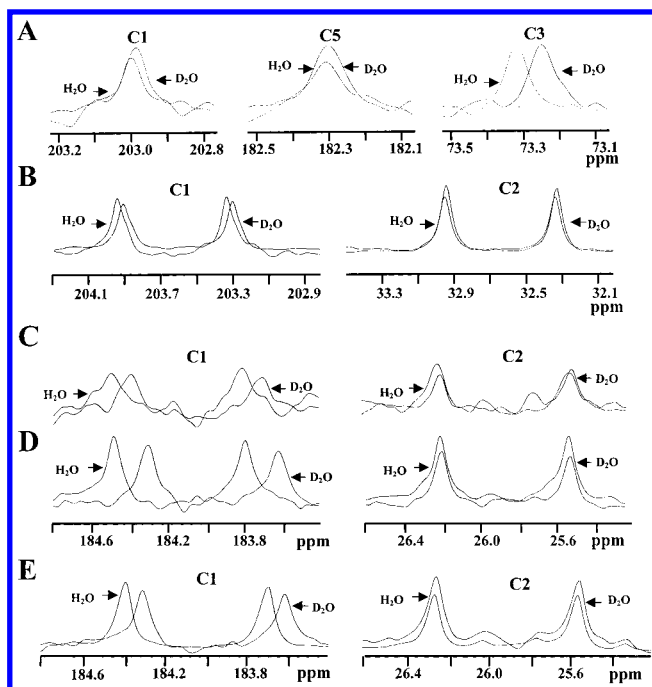 A C1 C5 C3
H₂O D₂O H₂O D₂O H₂O D₂O
203.2 203.0 202.8 182.5 182.3 182.1 73.5 73.3 73.1
ppm
B C1 C2
H₂O D₂O H₂O D₂O
204.1 203.7 203.3 202.9 33.3 32.9 32.5 32.1
ppm
C C1 C2
H₂O D₂O H₂O D₂O
D
H₂O D₂O H₂O D₂O
184.6 184.2 183.8 ppm 26.4 26.0 25.6 ppm
E C1 C2
H₂O D₂O H₂O D₂O
184.6 184.2 183.8 ppm 26.4 26.0 25.6 ppm